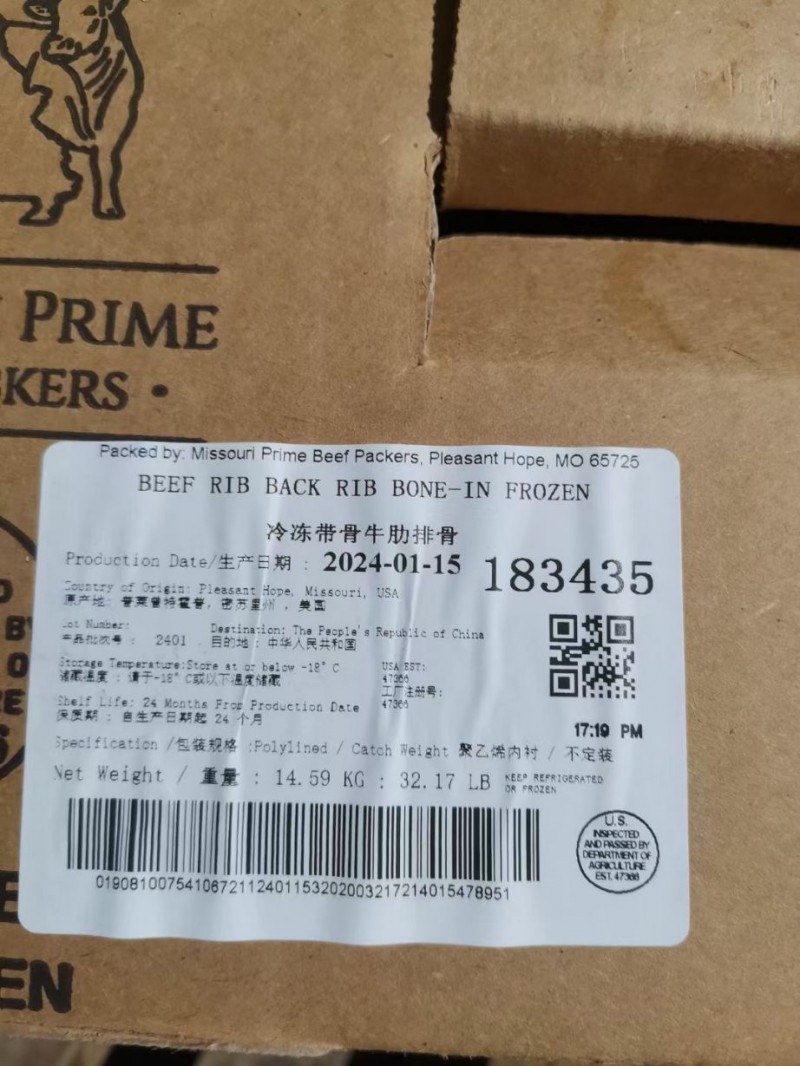 PRIME
KERS •
Packed by: Missouri Prime Beef Packers, Pleasant Hope, MO 65725
BEEF RIB BACK RIB BONE-IN FROZEN
冷冻带骨牛肋排骨
Production Date/生产日期 : 2024-01-15 183435
Country of Origin: Pleasant Hope, Missouri, USA
原产地: 普莱曾特霍普, 密苏里州 , 美国
Lot Number: Destination: The People's Republic of China
产品批次号 : 2401 目的地 : 中华人民共和国
Storage Temperature:Store at or below -18° C USA EST:
储藏温度 : 请于-18° C或以下温度储藏 47366
工厂注册号:
Shelf Life: 24 Months From Production Date 47366
保质期 : 自生产日期起 24 个月
17:19 PM
Specification /包装规格 :Polylined / Catch Weight 聚乙烯内衬 / 不定装
Net Weight / 重量 : 14.59 KG : 32.17 LB KEEP REFRIGERATED
OR FROZEN
U.S.
INSPECTED
AND PASSED BY
DEPARTMENT OF
AGRICULTURE
EST. 47366
0190810075410672112401153202003217214015478951
EN